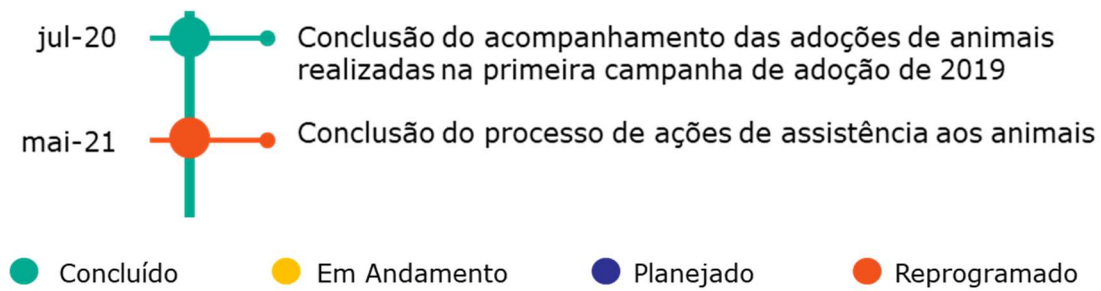 jul-20
Conclusão do acompanhamento das adoções de animais
realizadas na primeira campanha de adoção de 2019
mai-21
Conclusão do processo de ações de assistência aos animais
Concluído
Em Andamento
Planejado
Reprogramado